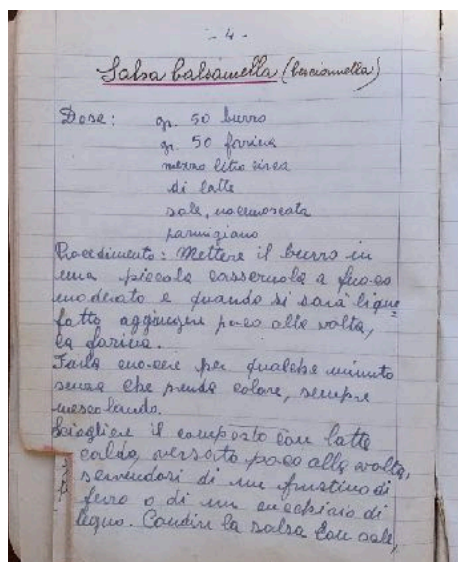 - 4 -
Salsa balsamella (besciamella)
Dose: gr. 50 burro
gr. 50 farina
mezzo litro circa
di latte
sale, noce moscata
parmigiano
Procedimento: Mettere il burro in
una piccola casseruola a fuoco
moderato e quando si sarà lique=
fatto aggiungere poco alla volta,
la farina.
Farla cuocere per qualche minuto
senza che prenda colore, sempre
mescolando.
Sciogliere il composto con latte
caldo, versato poco alla volta,
servendosi di un frustino di
ferro o di un cucchiaio di
legno. Condire la salsa con sale,